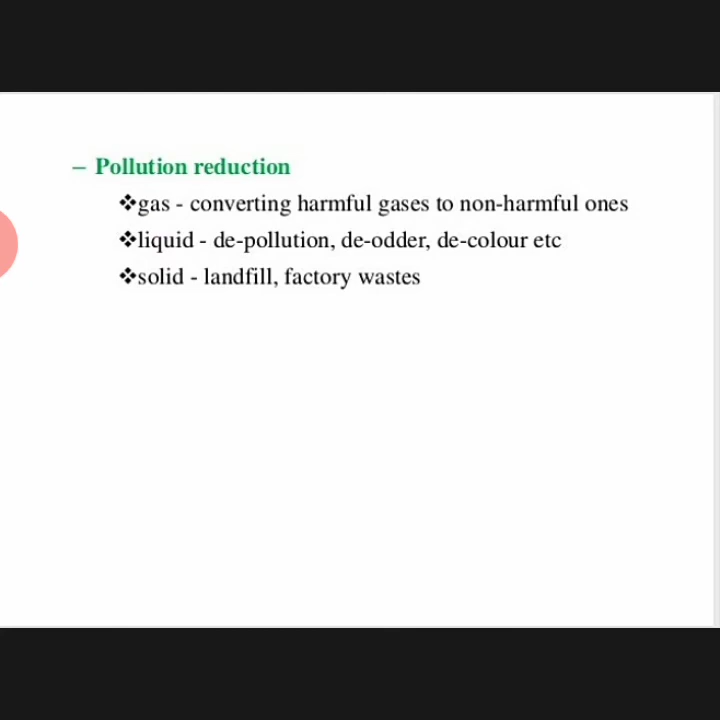 – Pollution reduction
❖gas - converting harmful gases to non-harmful ones
❖liquid - de-pollution, de-odder, de-colour etc
❖solid - landfill, factory wastes